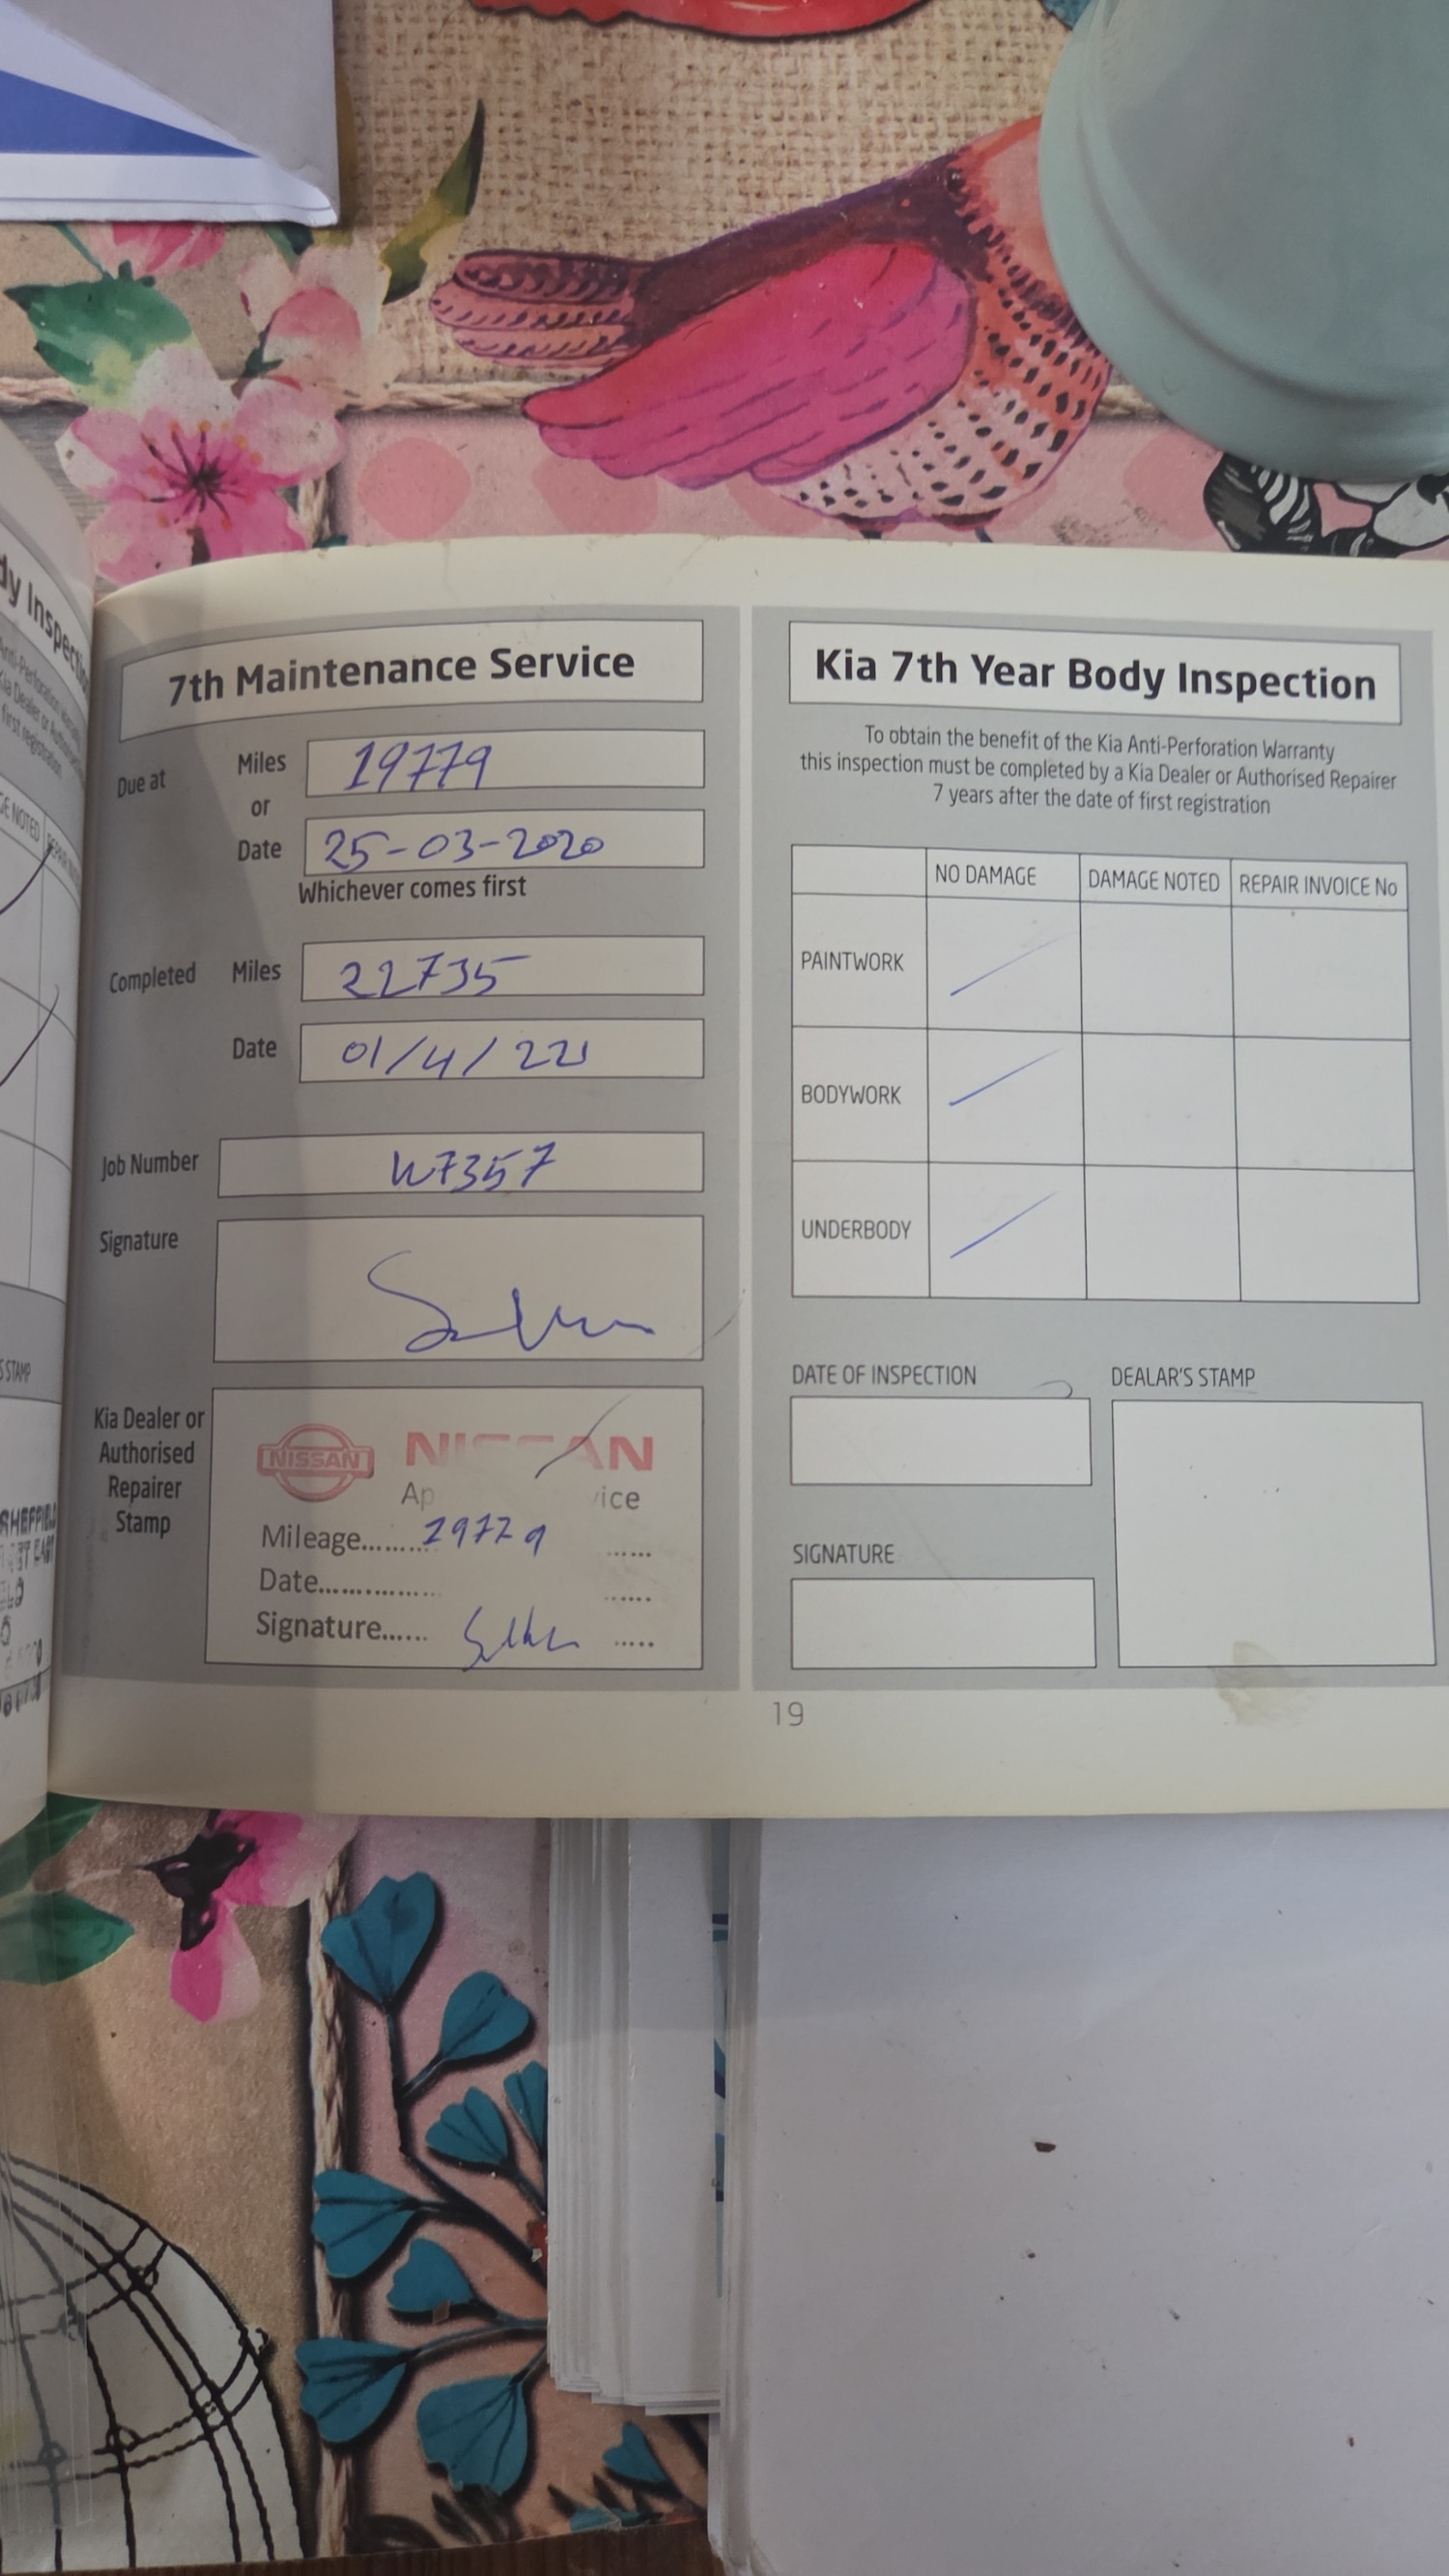 7th Maintenance Service
Due at
Miles
19779
or
Date
25-03-2020
Whichever comes first
Completed
Miles
22735
Date
01/4/22
Job Number
W7357
Signature
Kia Dealer or
Authorised
Repairer
Stamp
NISSAN NISSAN
Mileage.........
Date...............
Signature......
Kia 7th Year Body Inspection
To obtain the benefit of the Kia Anti-Perforation Warranty
this inspection must be completed by a Kia Dealer or Authorised Repairer
7 years after the date of first registration
NO DAMAGE DAMAGE NOTED REPAIR INVOICE No
PAINTWORK
BODYWORK
UNDERBODY
DATE OF INSPECTION
DEALAR'S STAMP
SIGNATURE
19